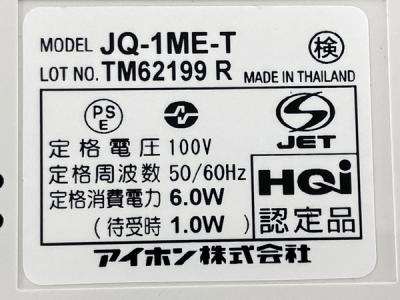 MODEL JQ-1ME-T 検
LOT NO. TM62199 R MADE IN THAILAND
PS
E
JET
定格電圧 100V
定格周波数 50/60Hz
定格消費電力 6.0W
(待受時 1.0W)
HQi
認定品
アイホン株式会社